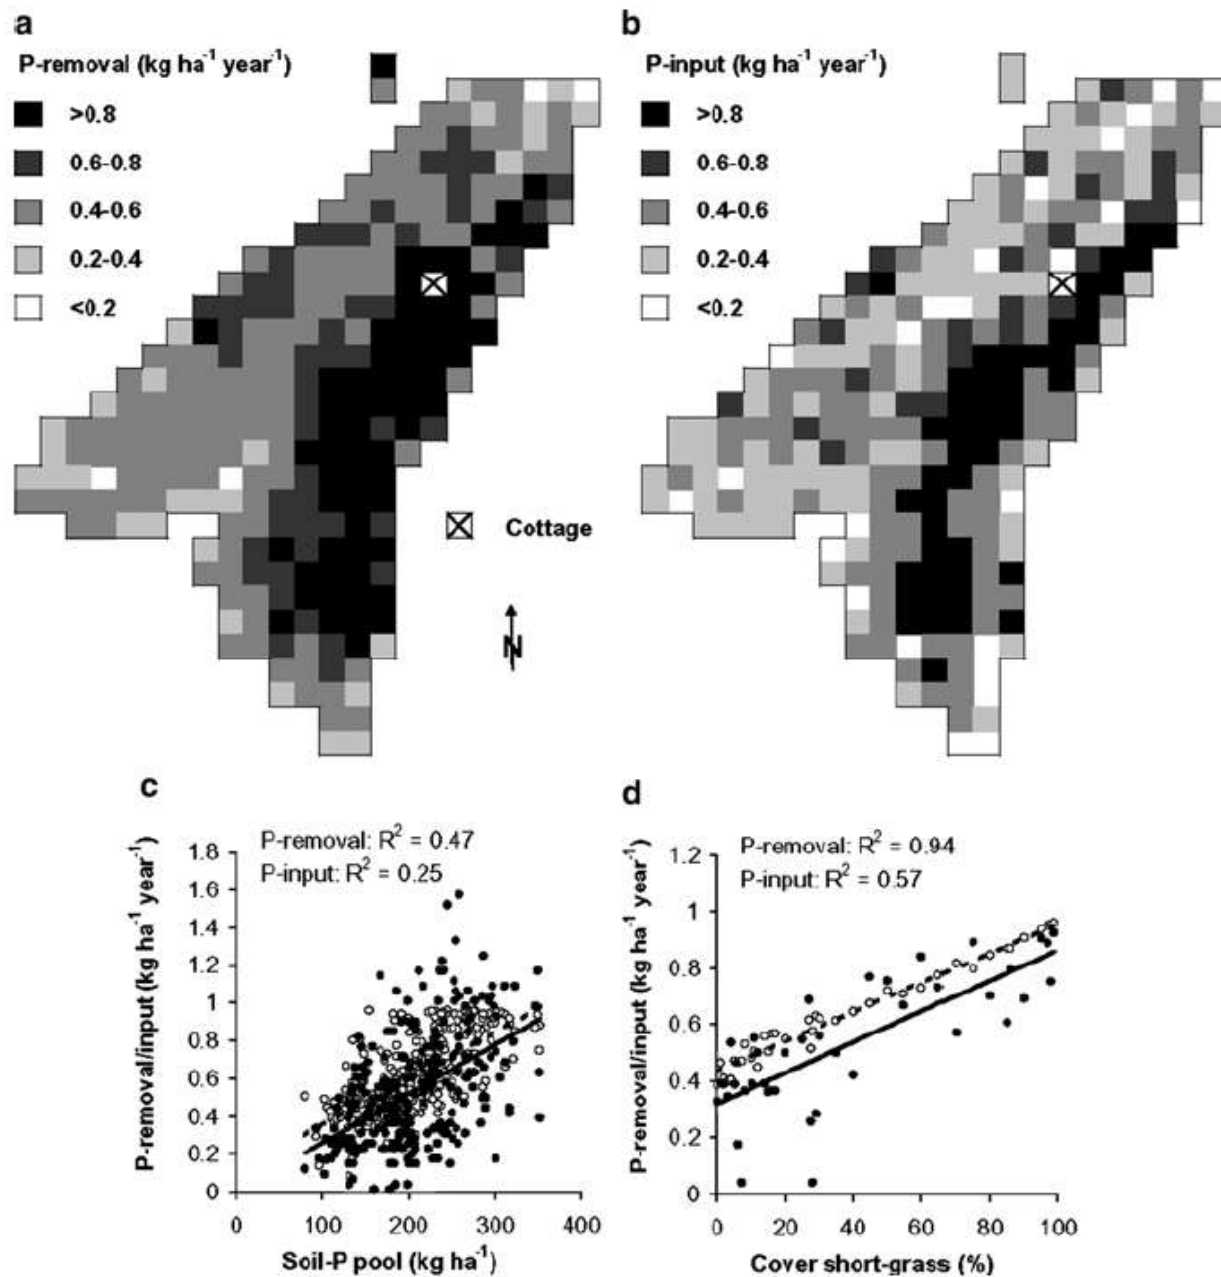 a
P-removal (kg ha⁻¹ year⁻¹)
>0.8
0.6-0.8
0.4-0.6
0.2-0.4
<0.2
b
P-input (kg ha⁻¹ year⁻¹)
>0.8
0.6-0.8
0.4-0.6
0.2-0.4
<0.2
Cottage
N
c
P-removal: R² = 0.47
P-input: R² = 0.25
P-removal/input (kg ha⁻¹ year⁻¹)
1.8
1.6
1.4
1.2
1
0.8
0.6
0.4
0.2
0
0 100 200 300 400
Soil-P pool (kg ha⁻¹)
d
P-removal: R² = 0.94
P-input: R² = 0.57
P-removal/input (kg ha⁻¹ year⁻¹)
1.2
1
0.8
0.6
0.4
0.2
0
0 20 40 60 80 100
Cover short-grass (%)